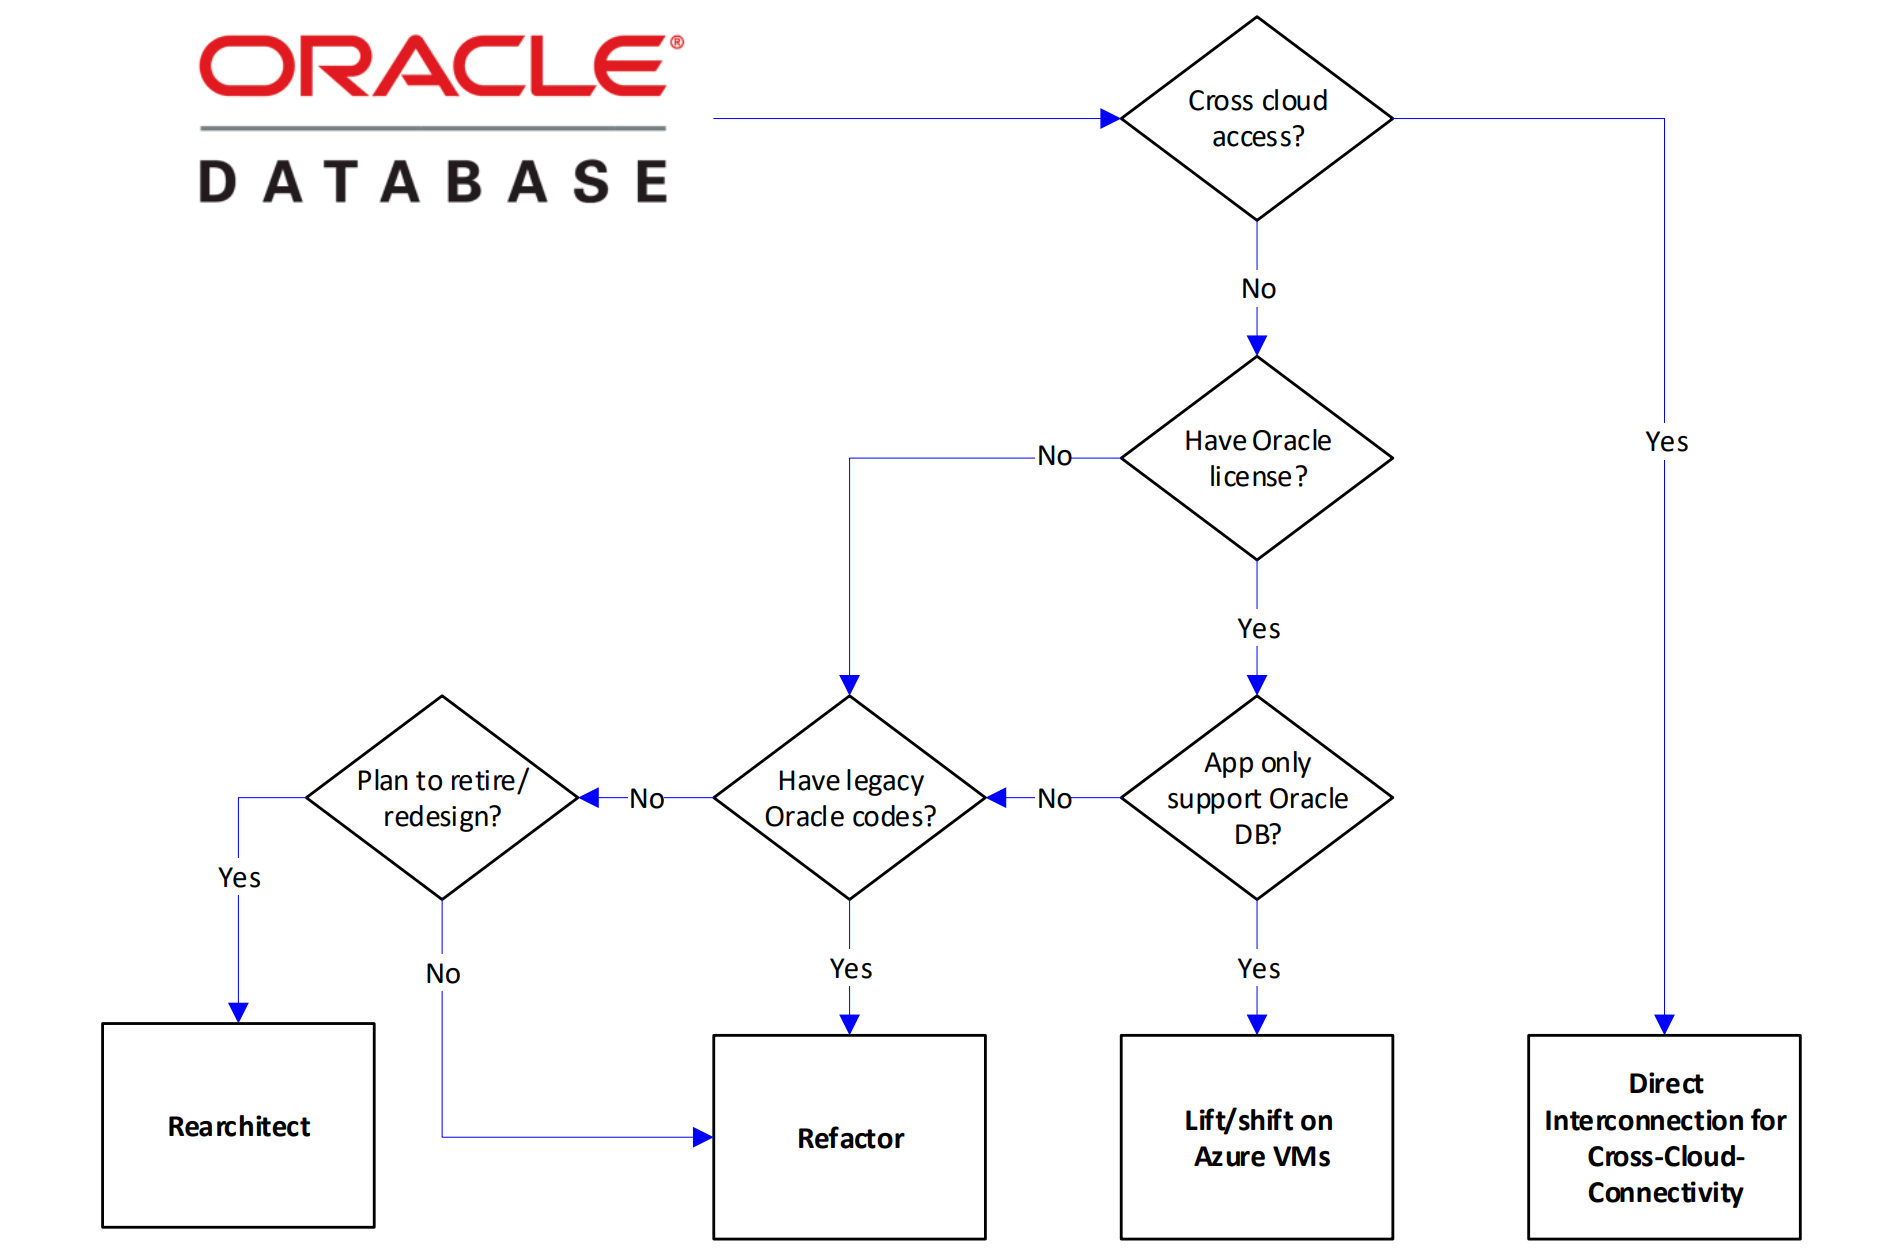 ORACLE®
DATABASE
Cross cloud
access?
No
Yes
Have Oracle
license?
No
Yes
Plan to retire/
redesign?
No
Have legacy
Oracle codes?
No
App only
support Oracle
DB?
Yes
No
Yes
Yes
Rearchitect
Refactor
Lift/shift on
Azure VMs
Direct
Interconnection for
Cross-Cloud-
Connectivity